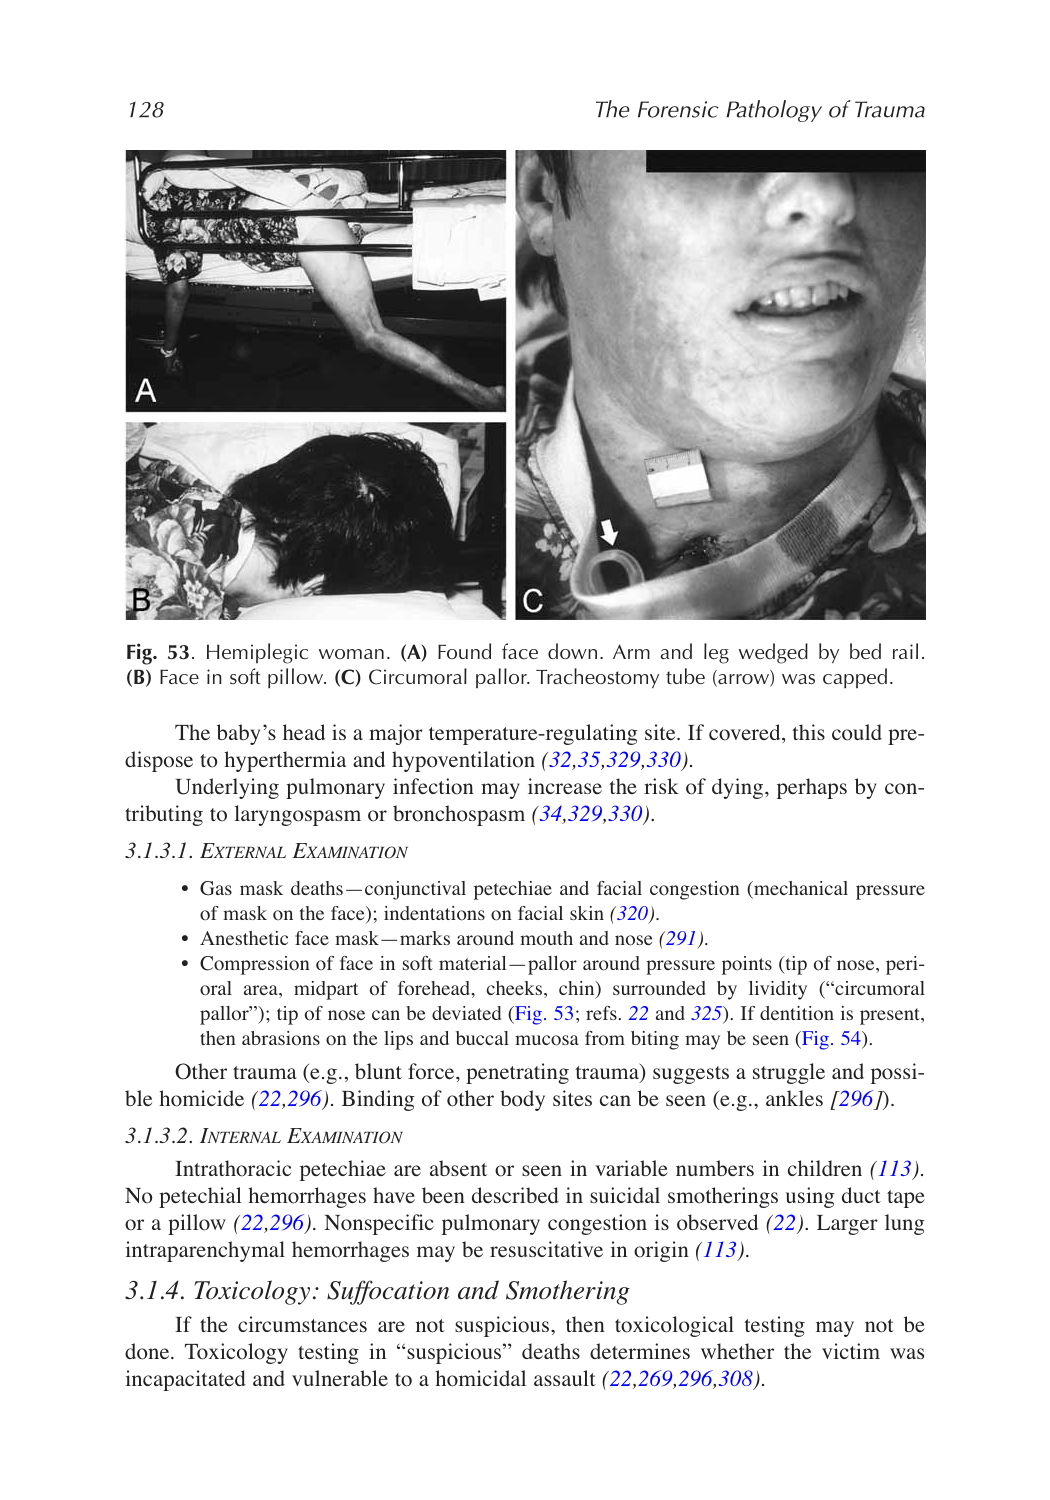 128
The Forensic Pathology of Trauma
A
B
C
Fig. 53. Hemiplegic woman. (A) Found face down. Arm and leg wedged by bed rail.
(B) Face in soft pillow. (C) Circumoral pallor. Tracheostomy tube (arrow) was capped.
The baby’s head is a major temperature-regulating site. If covered, this could pre-
dispose to hyperthermia and hypoventilation (32,35,329,330).
Underlying pulmonary infection may increase the risk of dying, perhaps by con-
tributing to laryngospasm or bronchospasm (34,329,330).
3.1.3.1. EXTERNAL EXAMINATION
• Gas mask deaths—conjunctival petechiae and facial congestion (mechanical pressure
of mask on the face); indentations on facial skin (320).
• Anesthetic face mask—marks around mouth and nose (291).
• Compression of face in soft material—pallor around pressure points (tip of nose, peri-
oral area, midpart of forehead, cheeks, chin) surrounded by lividity (“circumoral
pallor”); tip of nose can be deviated (Fig. 53; refs. 22 and 325). If dentition is present,
then abrasions on the lips and buccal mucosa from biting may be seen (Fig. 54).
Other trauma (e.g., blunt force, penetrating trauma) suggests a struggle and possi-
ble homicide (22,296). Binding of other body sites can be seen (e.g., ankles [296]).
3.1.3.2. INTERNAL EXAMINATION
Intrathoracic petechiae are absent or seen in variable numbers in children (113).
No petechial hemorrhages have been described in suicidal smotherings using duct tape
or a pillow (22,296). Nonspecific pulmonary congestion is observed (22). Larger lung
intraparenchymal hemorrhages may be resuscitative in origin (113).
3.1.4. Toxicology: Suffocation and Smothering
If the circumstances are not suspicious, then toxicological testing may not be
done. Toxicology testing in “suspicious” deaths determines whether the victim was
incapacitated and vulnerable to a homicidal assault (22,269,296,308).